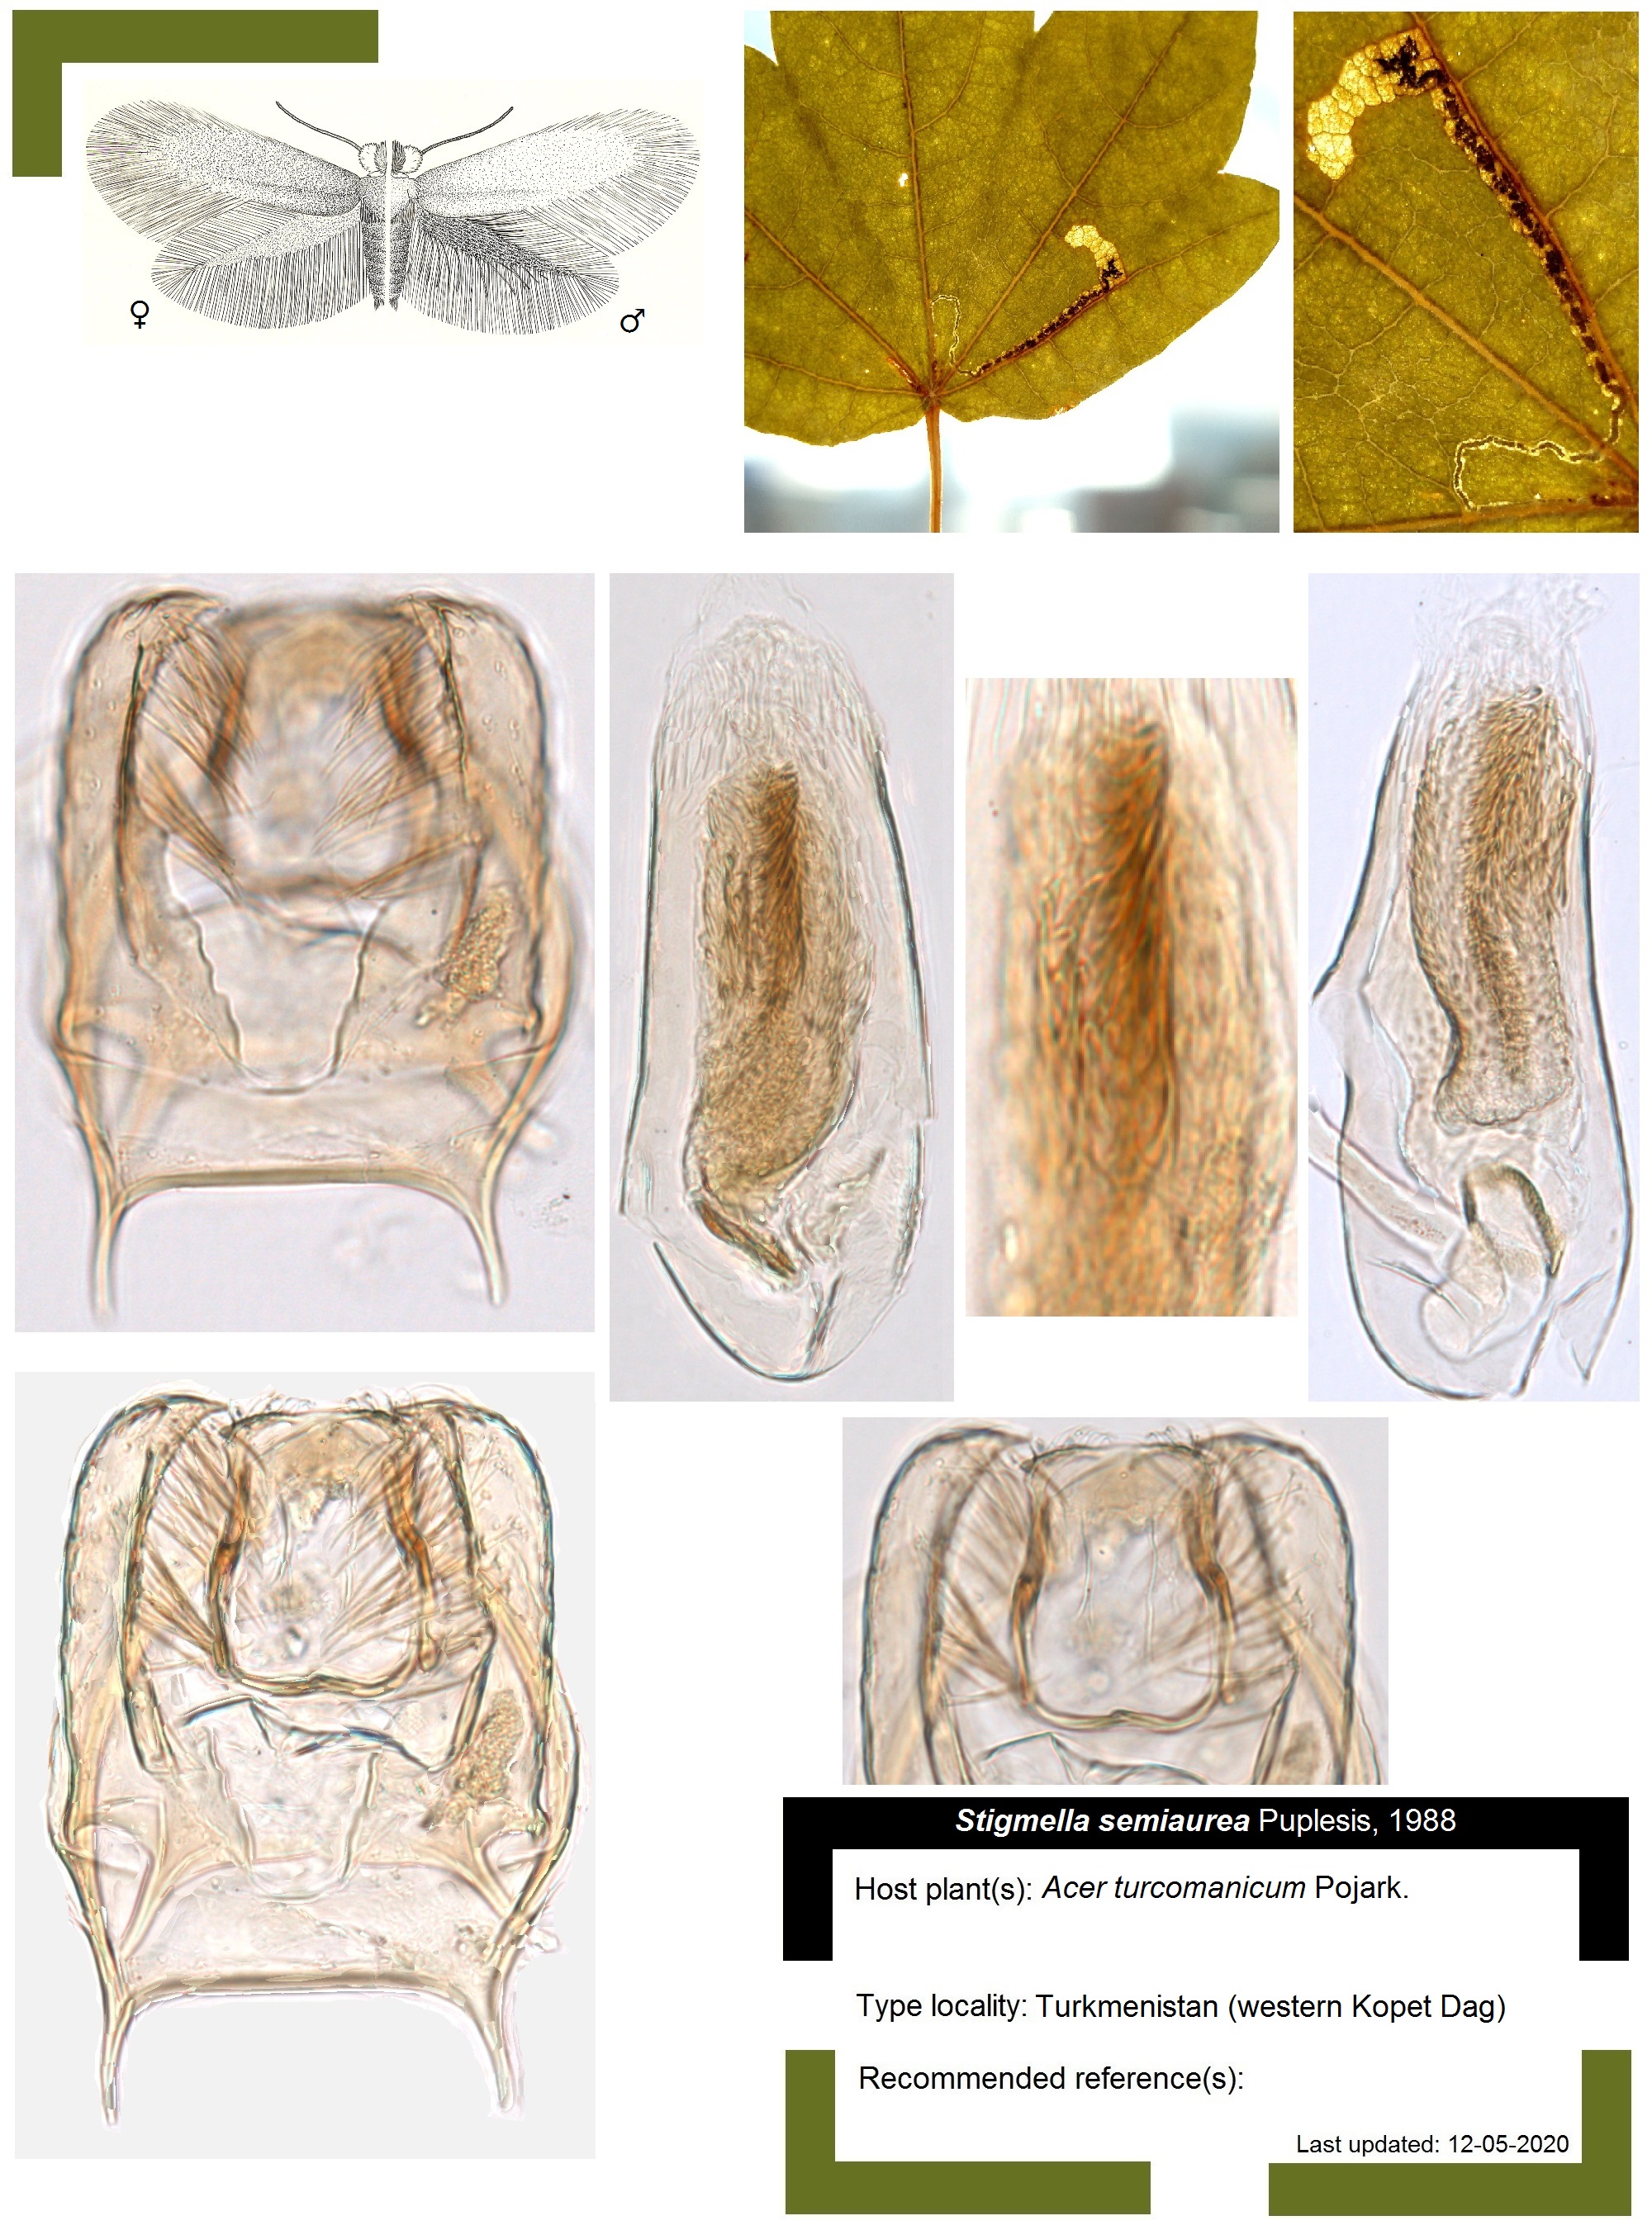 ♀
♂
Stigmella semiaurea Puplesis, 1988
Host plant(s): Acer turcomanicum Pojark.
Type locality: Turkmenistan (western Kopet Dag)
Recommended reference(s):
Last updated: 12-05-2020